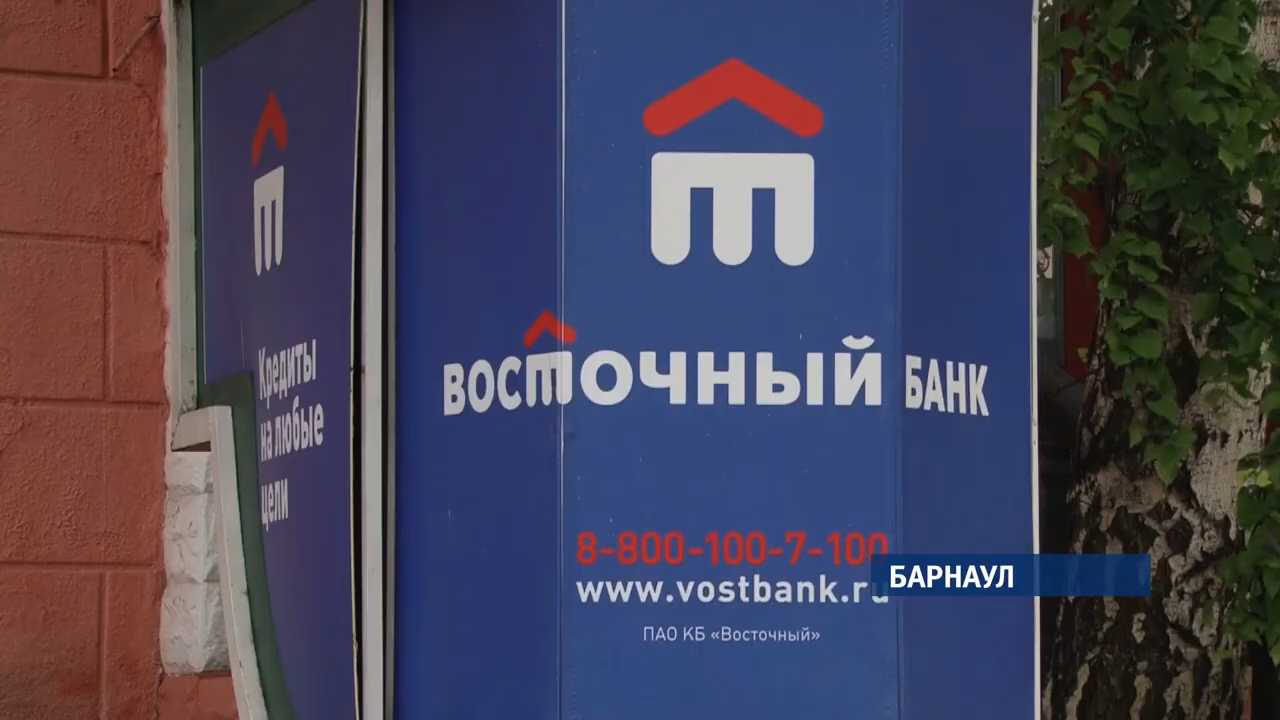 Кредиты
на любые
цели
ВОСТОЧНЫЙ БАНК
8-800-100-7-100
www.vostbank.ru
ПАО КБ «Восточный»
БАРНАУЛ